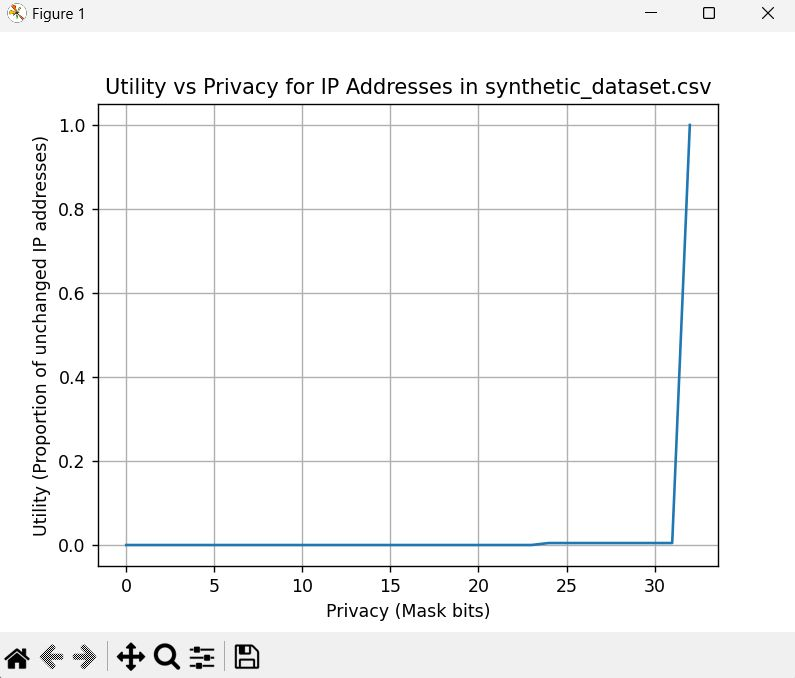 Figure 1
Utility vs Privacy for IP Addresses in synthetic_dataset.csv
Utility (Proportion of unchanged IP addresses)
1.0
0.8
0.6
0.4
0.2
0.0
0 5 10 15 20 25 30
Privacy (Mask bits)